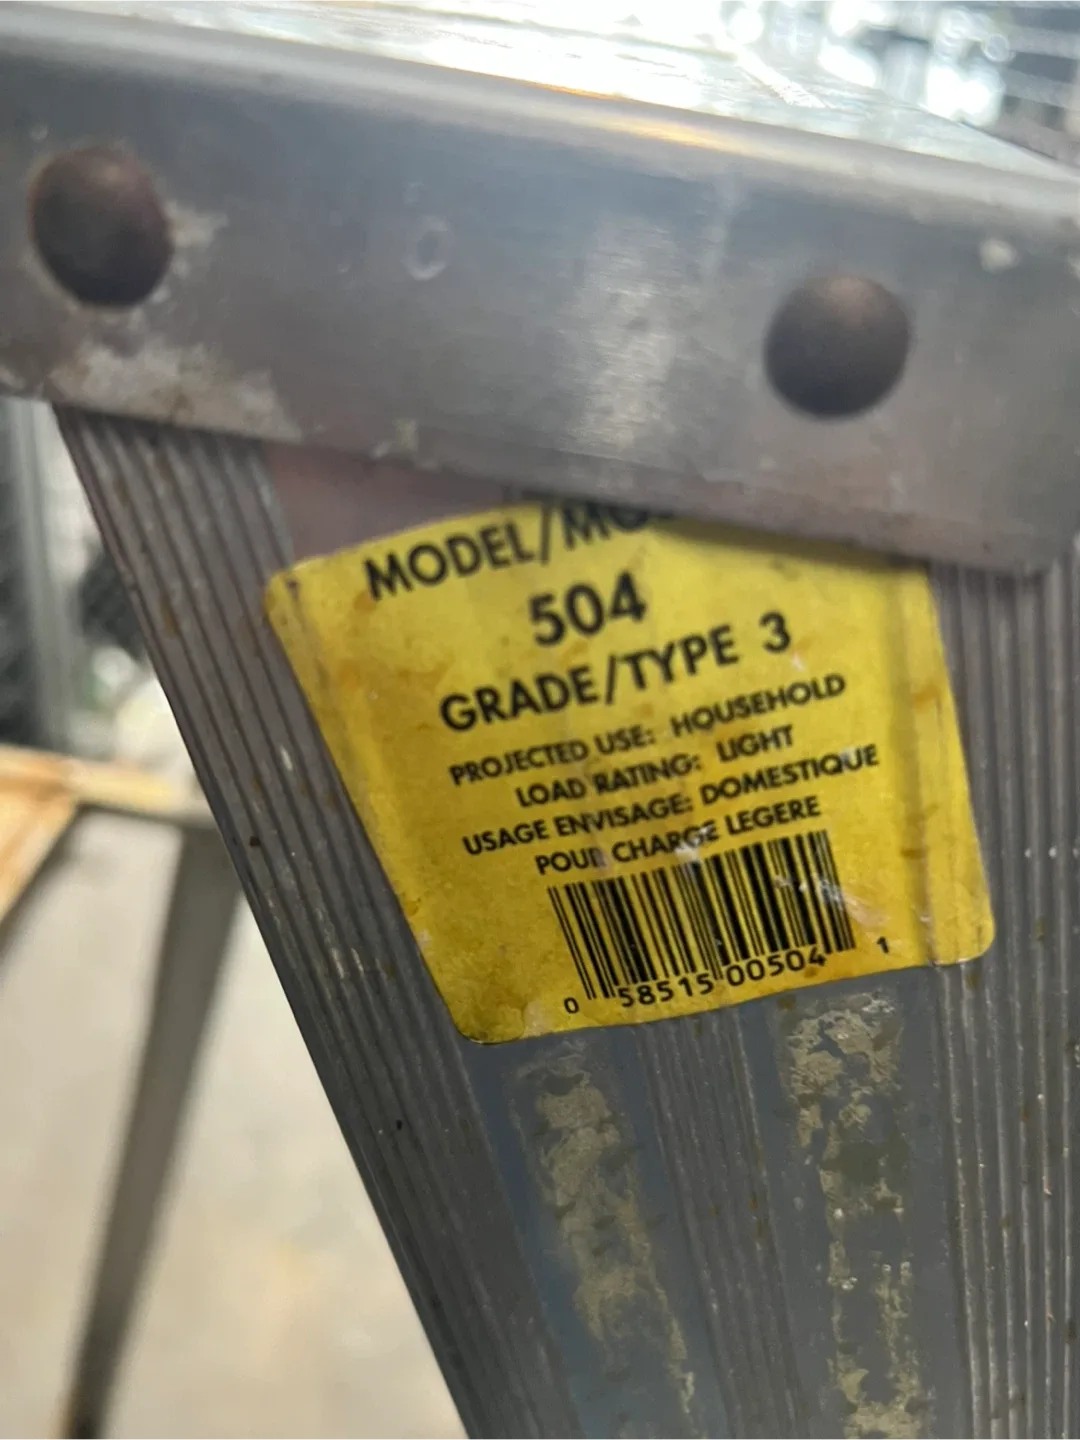 MODEL/MO
504
GRADE/TYPE 3
PROJECTED USE: HOUSEHOLD
LOAD RATING: LIGHT
USAGE ENVISAGE: DOMESTIQUE
POUR CHARGE LEGERE
0 58515 00504 1